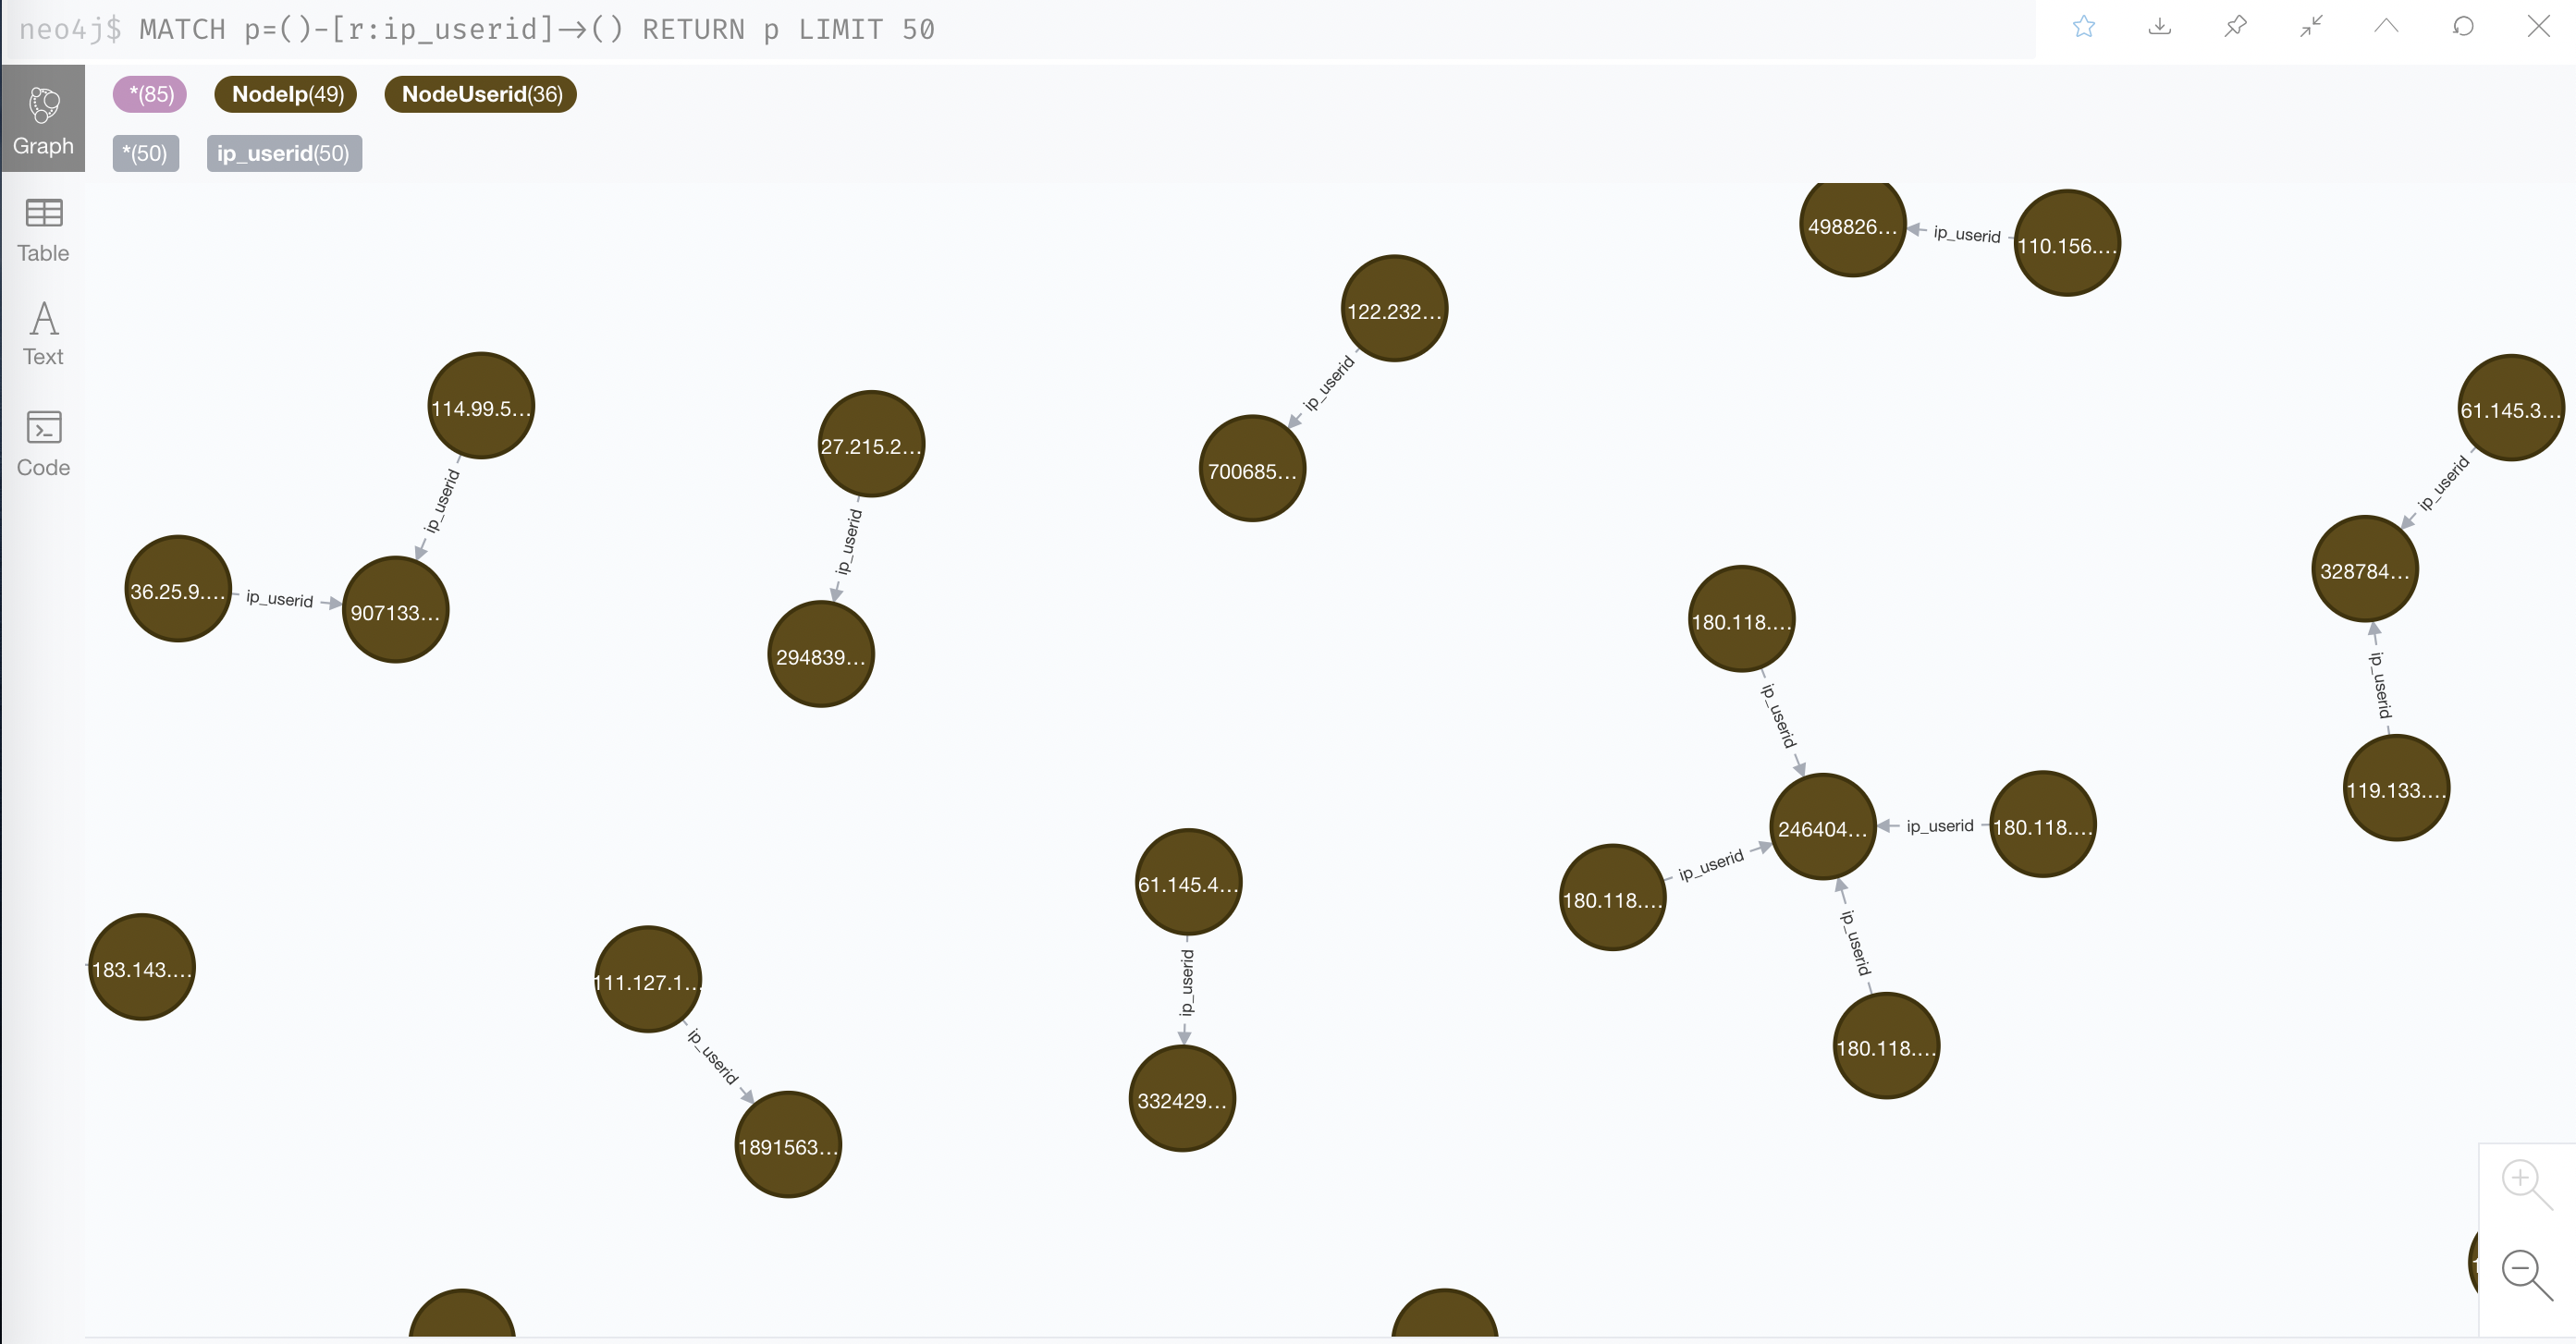 neo4j$ MATCH p=()-[r:ip_userid]→() RETURN p LIMIT 50
*(85) NodeIp(49) NodeUserid(36)
*(50) ip_userid(50)
Graph
Table
Text
Code
498826...
ip_userid
110.156....
122.232...
ip_userid
700685...
114.99.5...
ip_userid
27.215.2...
ip_userid
294839...
61.145.3...
ip_userid
328784...
ip_userid
119.133....
36.25.9....
ip_userid
907133...
180.118....
ip_userid
246404...
ip_userid
180.118....
180.118....
ip_userid
ip_userid
180.118....
61.145.4...
ip_userid
332429...
183.143....
111.127.1...
ip_userid
1891563...